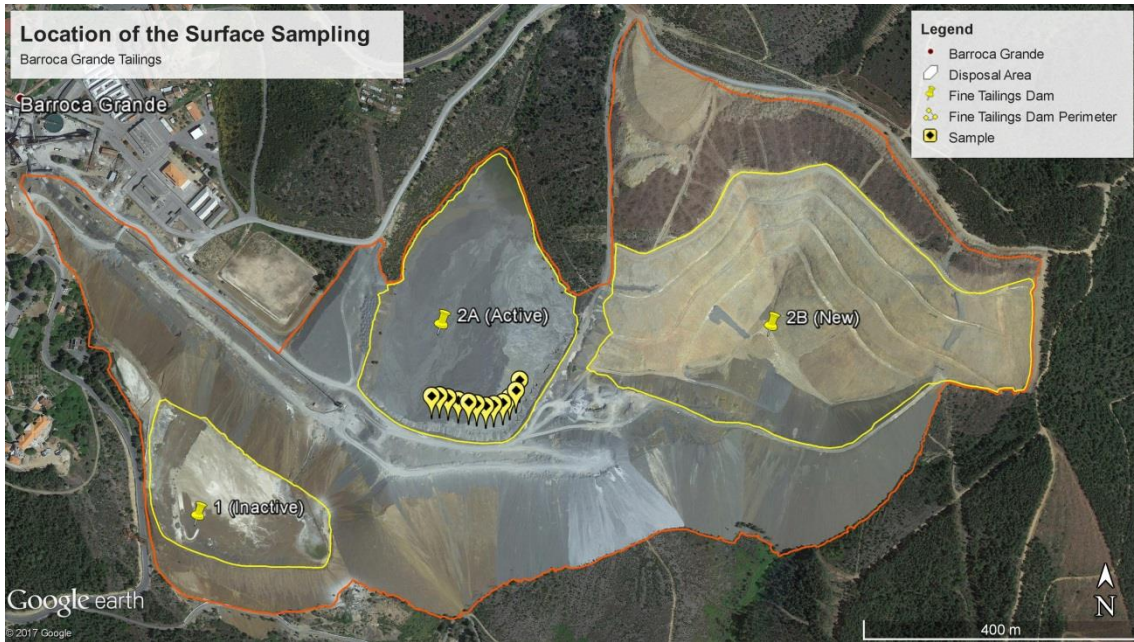 Location of the Surface Sampling
Barroca Grande Tailings
Legend
Barroca Grande
Disposal Area
Fine Tailings Dam
Fine Tailings Dam Perimeter
Sample
Barroca Grande
2A (Active)
2B (New)
1 (Inactive)
Google earth
© 2017 Google
N
400 m